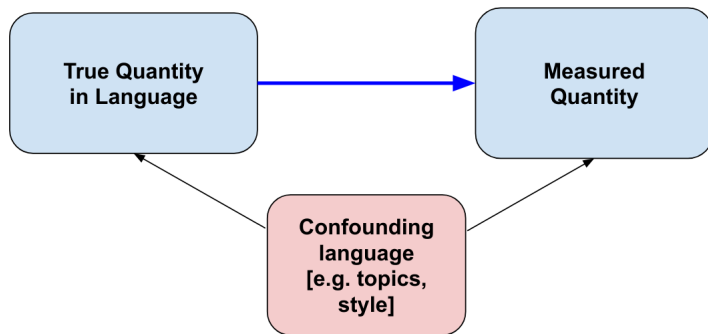 True Quantity
in Language
Measured
Quantity
Confounding
language
[e.g. topics,
style]